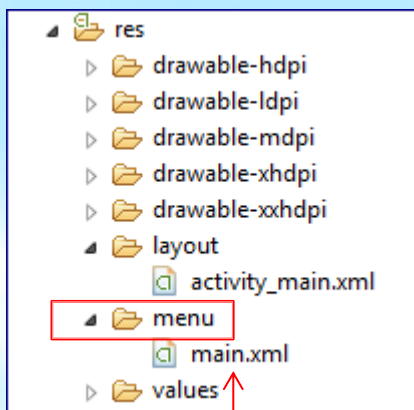 res
drawable-hdpi
drawable-ldpi
drawable-mdpi
drawable-xhdpi
drawable-xxhdpi
layout
activity_main.xml
menu
main.xml
values